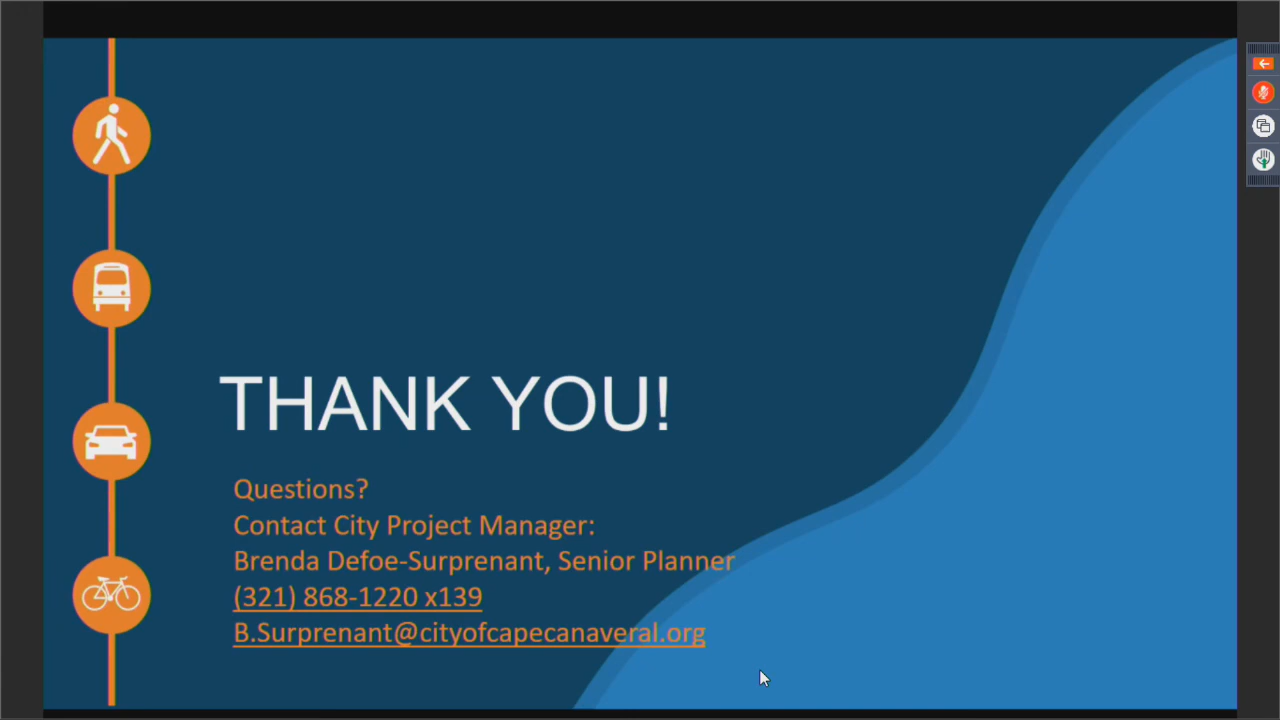 THANK YOU!
Questions?
Contact City Project Manager:
Brenda Defoe-Surprenant, Senior Planner
(321) 868-1220 x139
B.Surprenant@cityofcapecanaveral.org